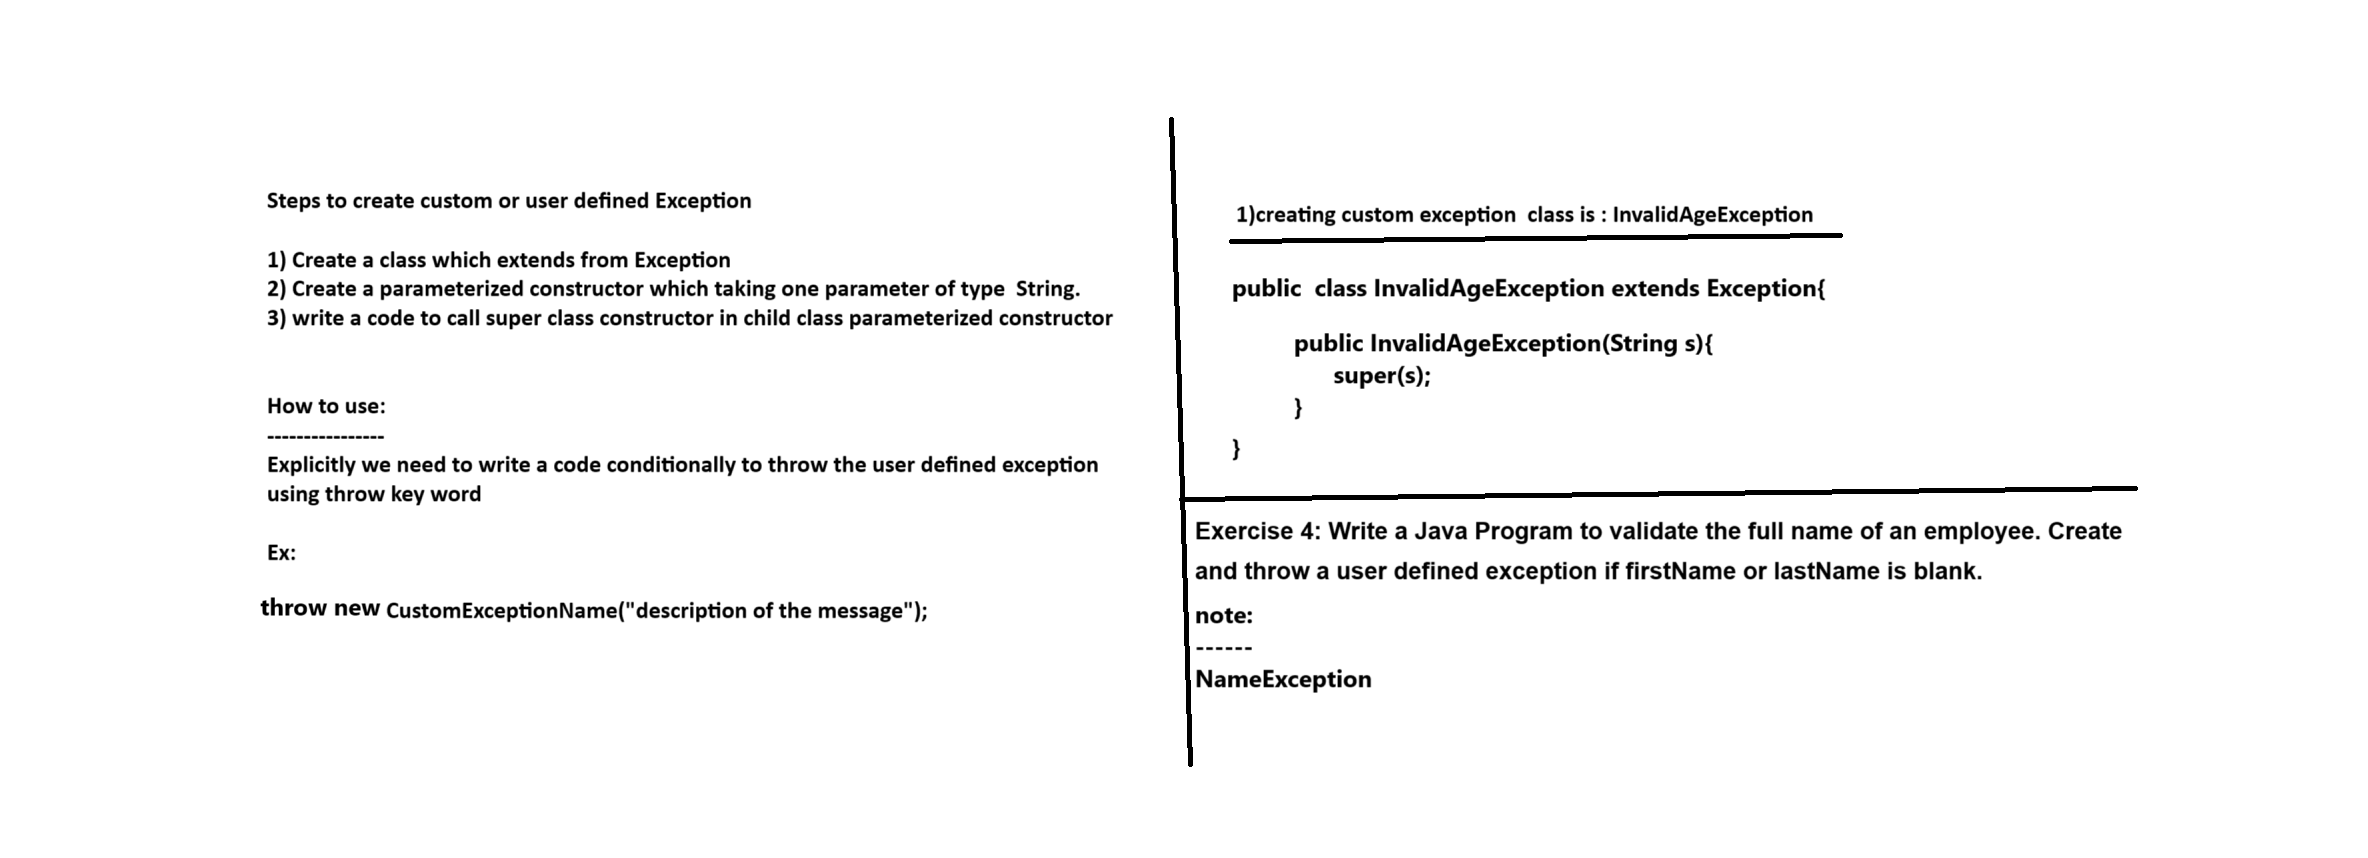 Steps to create custom or user defined Exception
1) Create a class which extends from Exception
2) Create a parameterized constructor which taking one parameter of type  String.
3) write a code to call super class constructor in child class parameterized constructor
How to use:
----------------
Explicitly we need to write a code conditionally to throw the user defined exception
using throw key word
Ex:
throw new CustomExceptionName("description of the message");
1)creating custom exception  class is : InvalidAgeException
public  class InvalidAgeException extends Exception{
public InvalidAgeException(String s){
super(s);
}
}
Exercise 4: Write a Java Program to validate the full name of an employee. Create
and throw a user defined exception if firstName or lastName is blank.
note:
------
NameException